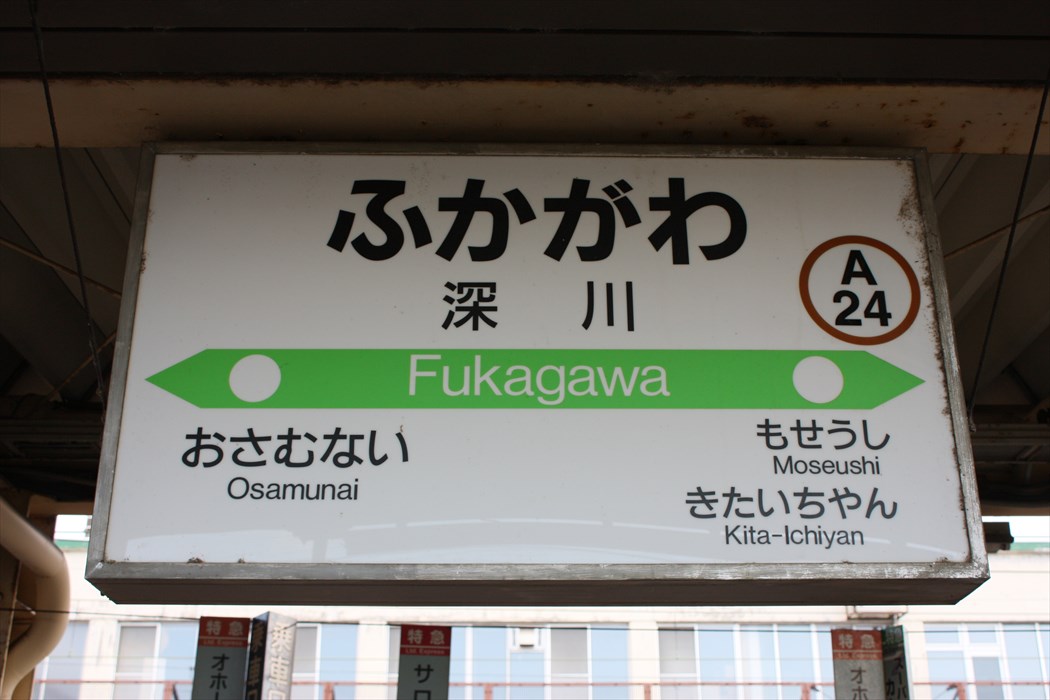 ふかがわ
深川
A
24
Fukagawa
おさむない
Osamunai
もせうし
Moseushi
きたいちやん
Kita-Ichiyan
特急
オホー
特急
サロ
特急
オホ